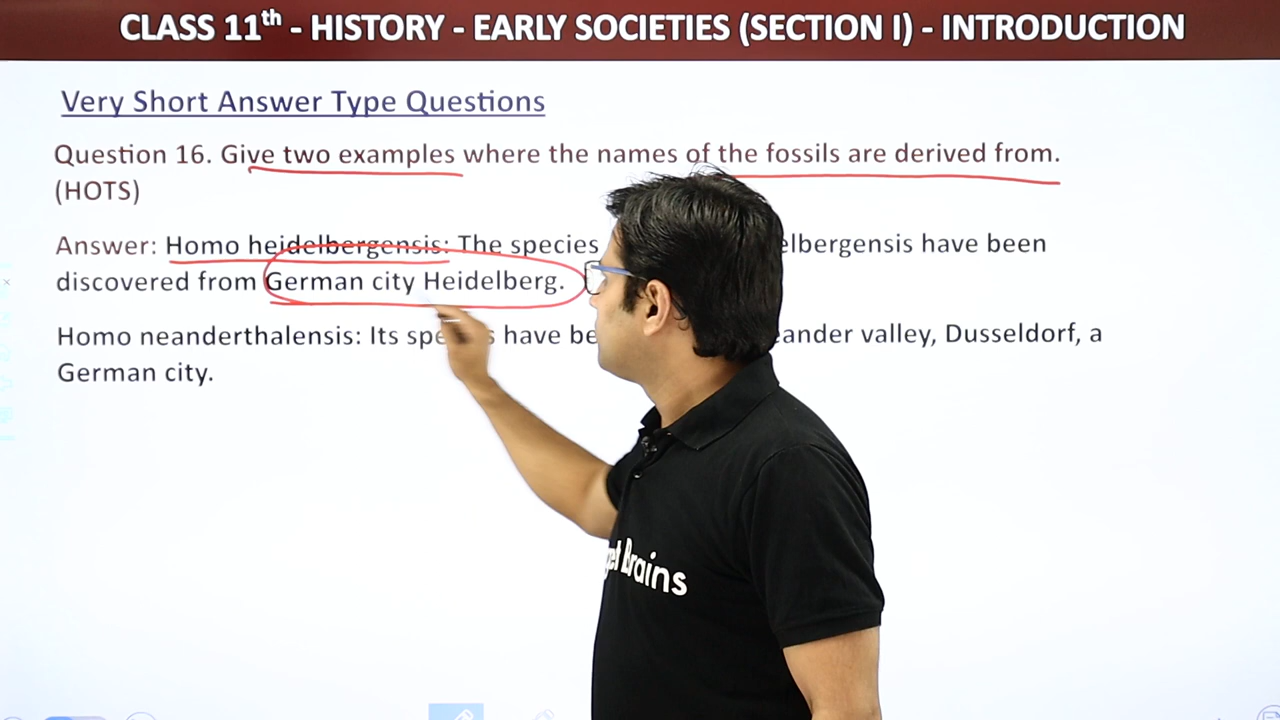 CLASS 11th - HISTORY - EARLY SOCIETIES (SECTION I) - INTRODUCTION
Very Short Answer Type Questions
Question 16. Give two examples where the names of the fossils are derived from.
(HOTS)
Answer: Homo heidelbergensis: The species elbergensis have been
discovered from German city Heidelberg.
Homo neanderthalensis: Its have be ander valley, Dusseldorf, a
German city.
Brains